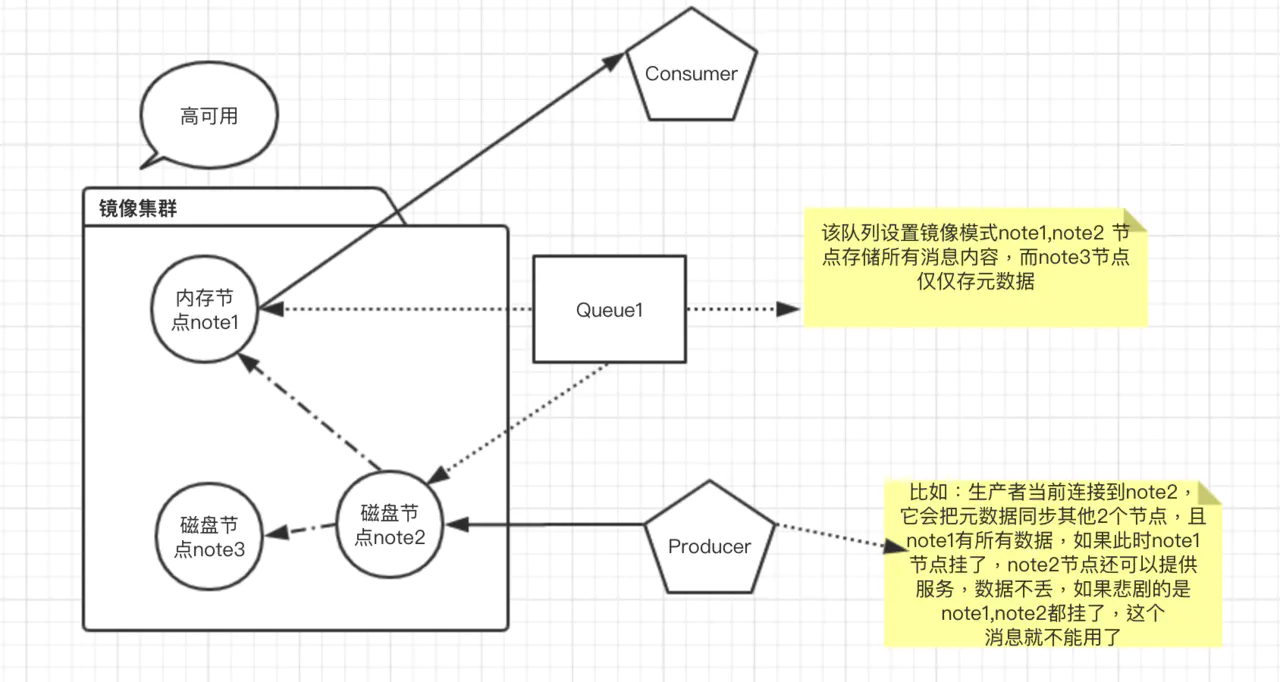 Consumer
高可用
镜像集群
该队列设置镜像模式note1,note2 节
点存储所有消息内容，而note3节点
仅仅存元数据
内存节
点note1
Queue1
磁盘节
点note3
磁盘节
点note2
Producer
比如：生产者当前连接到note2，
它会把元数据同步其他2个节点，且
note1有所有数据，如果此时note1
节点挂了，note2节点还可以提供
服务，数据不丢，如果悲剧的是
note1,note2都挂了，这个
消息就不能用了